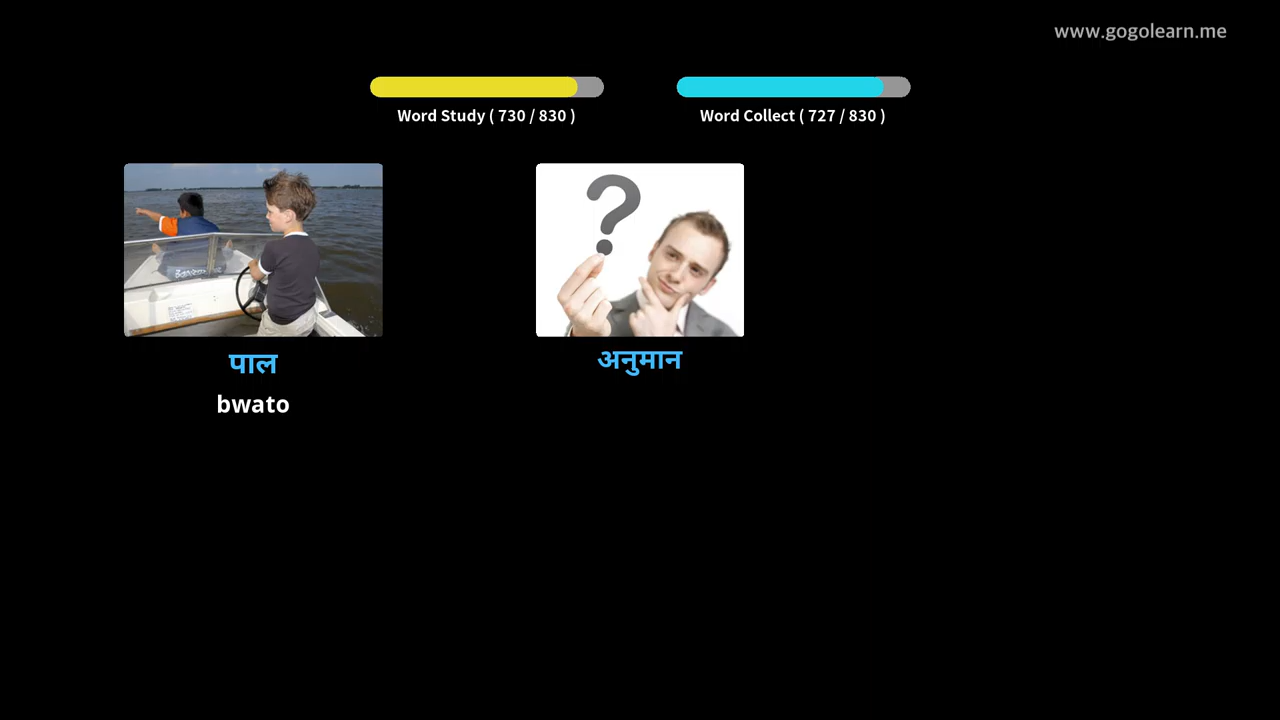 www.gogolearn.me
Word Study ( 730 / 830 )
Word Collect ( 727 / 830 )
पाल
bwato
अनुमान